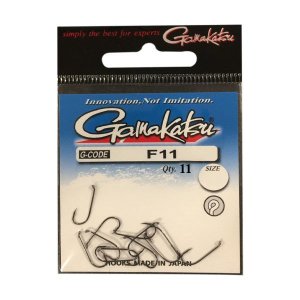 simply the best for experts
Gamakatsu
Innovation, Not Imitation.
Gamakatsu
G-CODE
F11
Qty. 11
SIZE
HOOKS MADE IN JAPAN